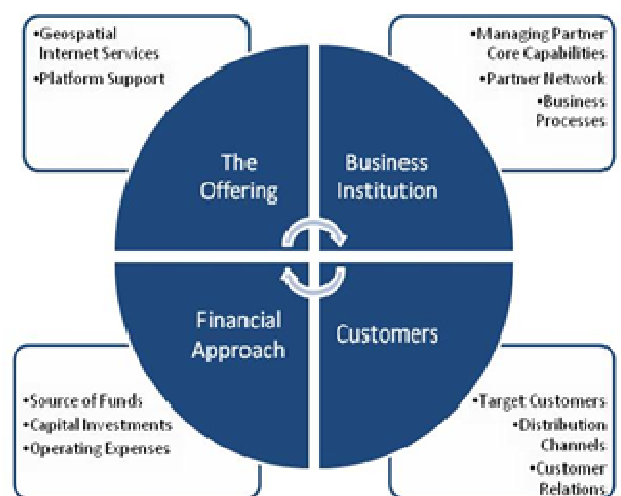 •Geospatial
Internet Services
•Platform Support
•Managing Partner
Core Capabilities
•Partner Network
•Business
Processes
The
Offering
Business
Institution
Financial
Approach
Customers
•Source of Funds
•Capital Investments
•Operating Expenses
•Target Customers
•Distribution
Channels
•Customer
Relations